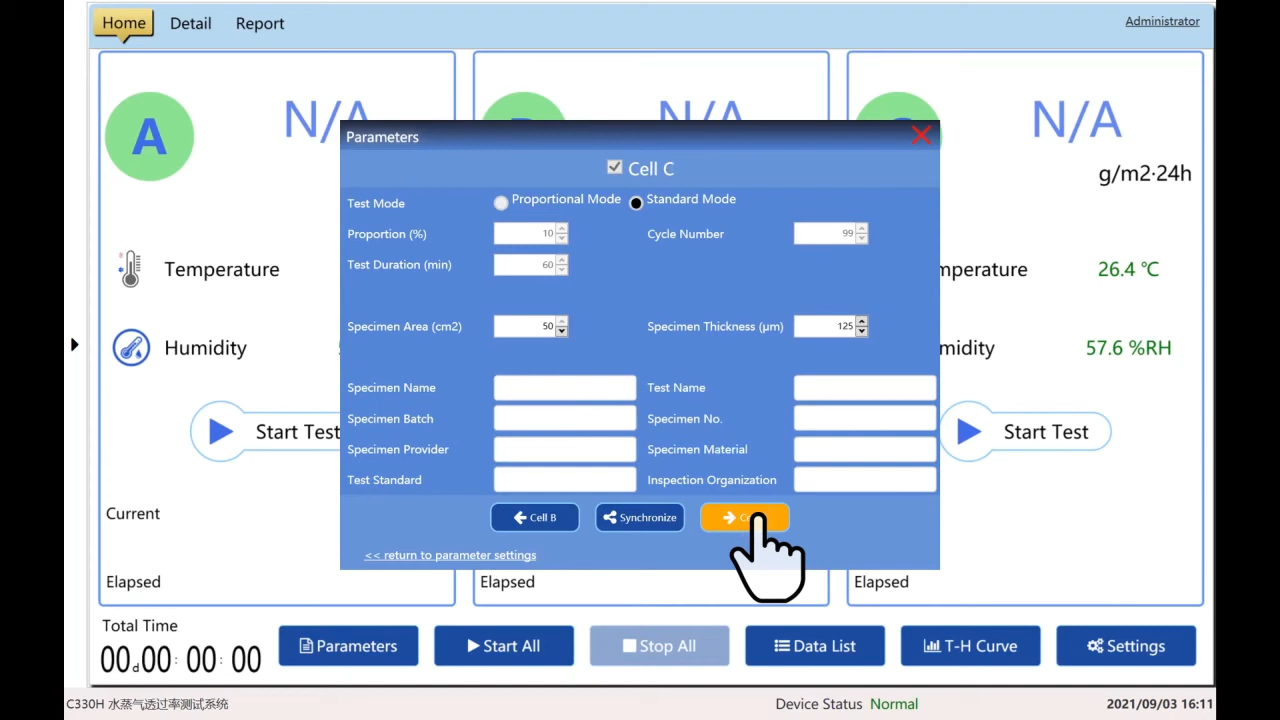 Home Detail Report Administrator
A N/A N/A N/A
g/m2·24h
Parameters
Cell C
Test Mode Proportional Mode Standard Mode
Proportion (%) 10 Cycle Number 99
Test Duration (min) 60
Temperature 26.4 ℃
Specimen Area (cm2) 50 Specimen Thickness (μm) 125
Humidity 57.6 %RH
Specimen Name Test Name
Specimen Batch Specimen No.
Start Test Start Test
Specimen Provider Specimen Material
Test Standard Inspection Organization
Current Cell B Synchronize
<< return to parameter settings
Elapsed Elapsed Elapsed
Total Time
00d00: 00: 00 Parameters Start All Stop All Data List T-H Curve Settings
C330H 水蒸气透过率测试系统 Device Status Normal 2021/09/03 16:11